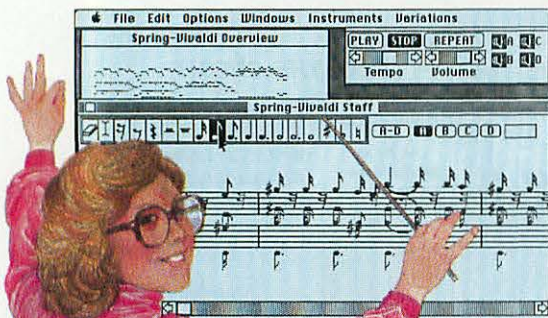 File Edit Options Windows Instruments Variations
Spring-Vivaldi Overview
PLAY STOP REPEAT A C
B D
Tempo Volume
Spring-Vivaldi Staff
A-D A B C D